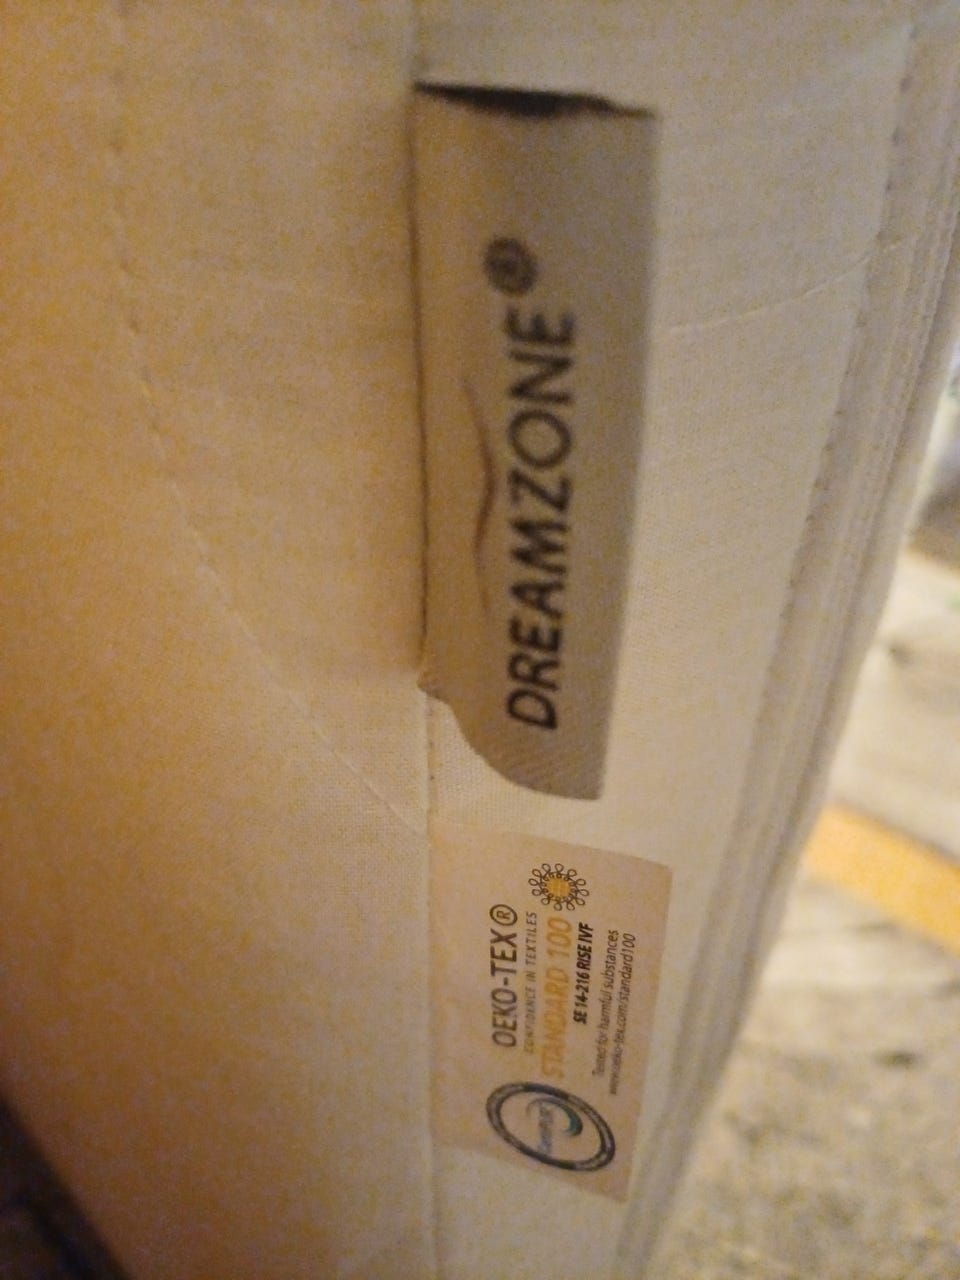 DREAMZONE®
OEKO-TEX®
CONFIDENCE IN TEXTILES
STANDARD 100
SE 14-216 RISE IVF
Tested for harmful substances
www.oeko-tex.com/standard100